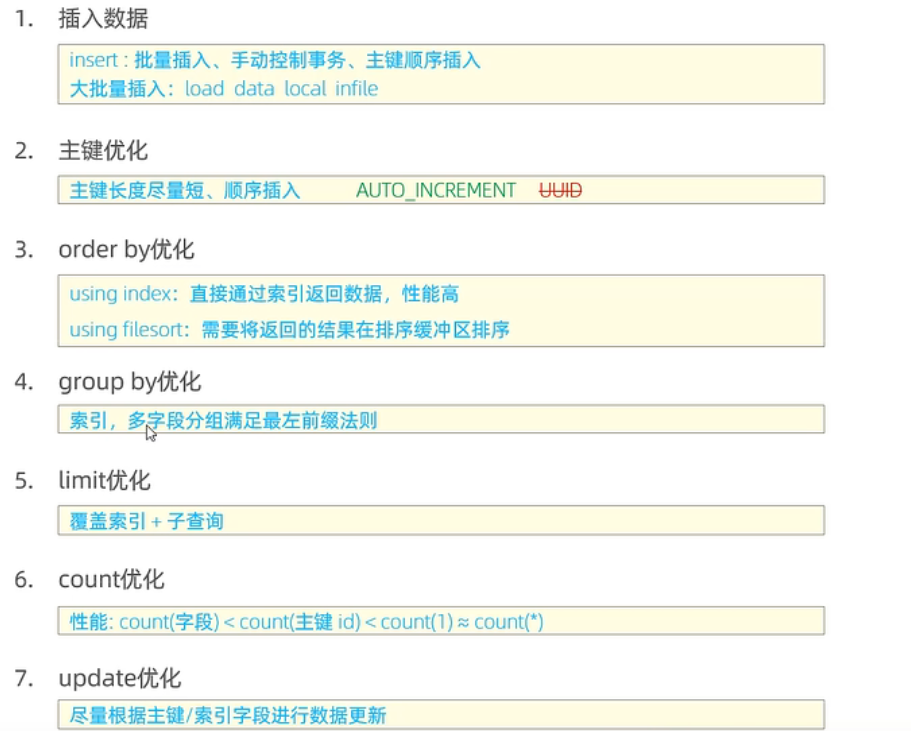 1. 插入数据
insert : 批量插入、手动控制事务、主键顺序插入
大批量插入：load data local infile
2. 主键优化
主键长度尽量短、顺序插入 AUTO_INCREMENT UUID
3. order by优化
using index：直接通过索引返回数据，性能高
using filesort：需要将返回的结果在排序缓冲区排序
4. group by优化
索引，多字段分组满足最左前缀法则
5. limit优化
覆盖索引 + 子查询
6. count优化
性能: count(字段) < count(主键 id) < count(1) ≈ count(*)
7. update优化
尽量根据主键/索引字段进行数据更新